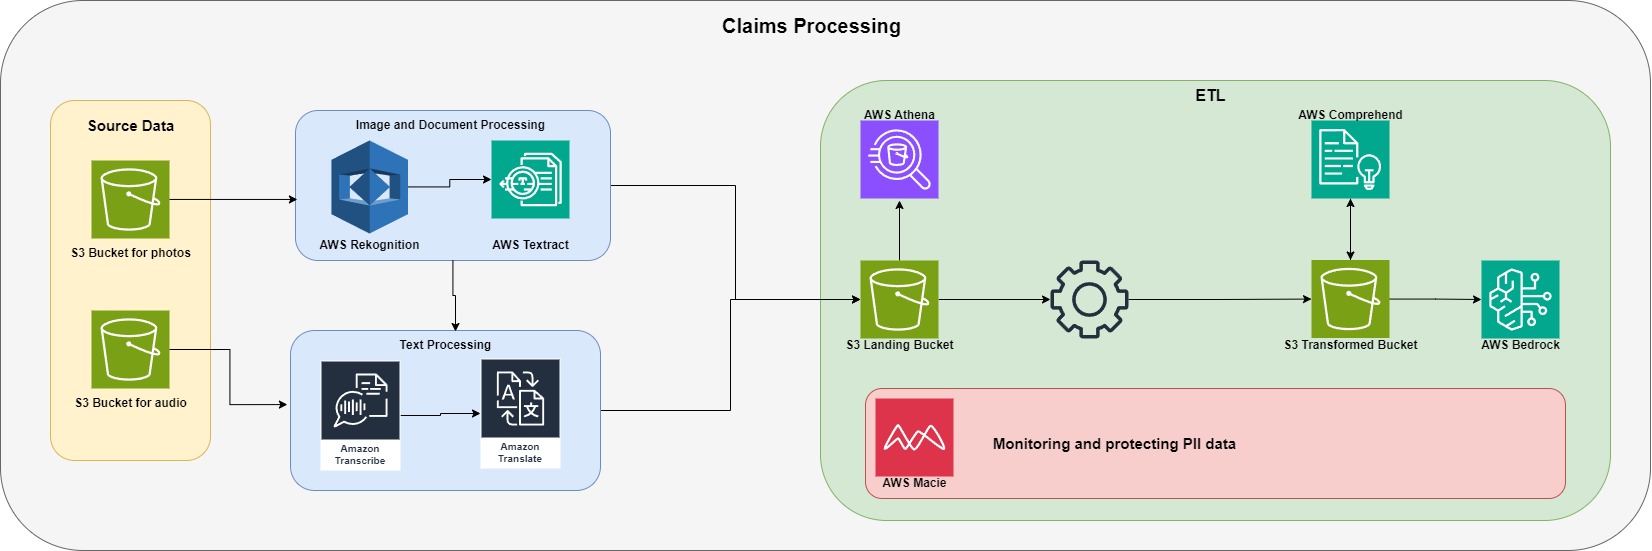 Claims Processing
Source Data
S3 Bucket for photos
S3 Bucket for audio
Image and Document Processing
AWS Rekognition
AWS Textract
Text Processing
Amazon
Transcribe
A
文
Amazon
Translate
ETL
AWS Athena
AWS Comprehend
S3 Landing Bucket
S3 Transformed Bucket
AWS Bedrock
Monitoring and protecting PII data
AWS Macie